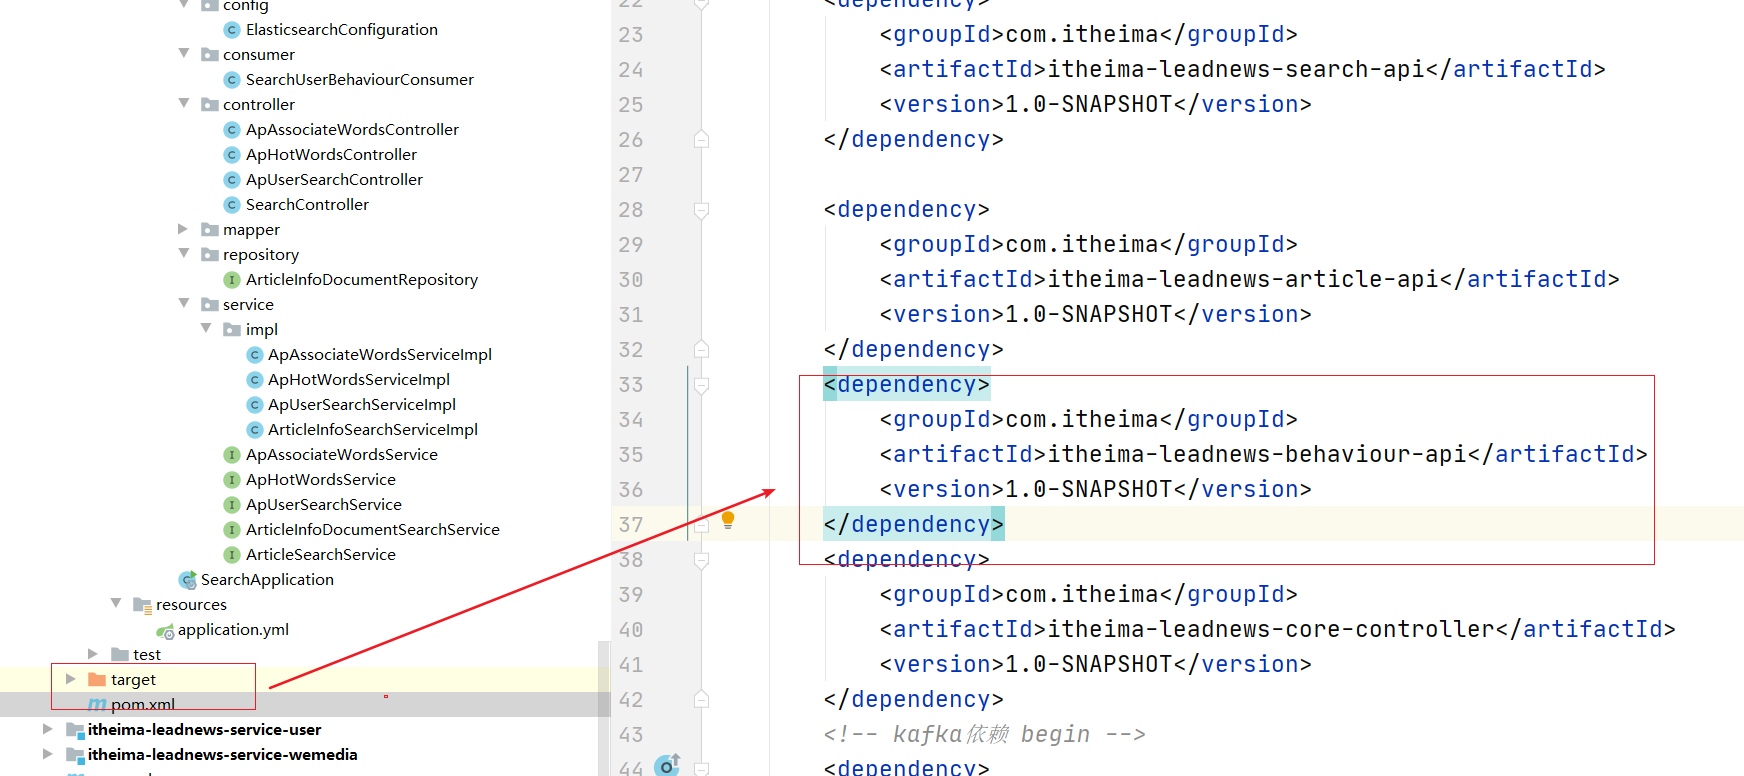 config
ElasticsearchConfiguration
consumer
SearchUserBehaviourConsumer
controller
ApAssociateWordsController
ApHotWordsController
ApUserSearchController
SearchController
mapper
repository
ArticleInfoDocumentRepository
service
impl
ApAssociateWordsServiceImpl
ApHotWordsServiceImpl
ApUserSearchServiceImpl
ArticleInfoSearchServiceImpl
ApAssociateWordsService
ApHotWordsService
ApUserSearchService
ArticleInfoDocumentSearchService
ArticleSearchService
SearchApplication
resources
application.yml
test
target
pom.xml
itheima-leadnews-service-user
itheima-leadnews-service-wemedia
22 <dependency>
23 <groupId>com.itheima</groupId>
24 <artifactId>itheima-leadnews-search-api</artifactId>
25 <version>1.0-SNAPSHOT</version>
26 </dependency>
27
28 <dependency>
29 <groupId>com.itheima</groupId>
30 <artifactId>itheima-leadnews-article-api</artifactId>
31 <version>1.0-SNAPSHOT</version>
32 </dependency>
33 <dependency>
34 <groupId>com.itheima</groupId>
35 <artifactId>itheima-leadnews-behaviour-api</artifactId>
36 <version>1.0-SNAPSHOT</version>
37 </dependency>
38 <dependency>
39 <groupId>com.itheima</groupId>
40 <artifactId>itheima-leadnews-core-controller</artifactId>
41 <version>1.0-SNAPSHOT</version>
42 </dependency>
43 <!-- kafka依赖 begin -->
44 <dependency>